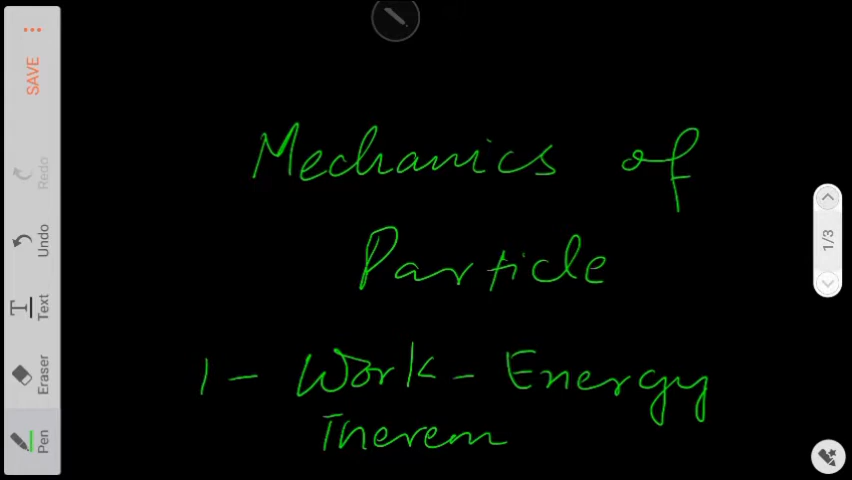 Mechanics of
Particle
1 - Work - Energy
Therem
SAVE
Redo
Undo
Text
Eraser
Pen
1/3